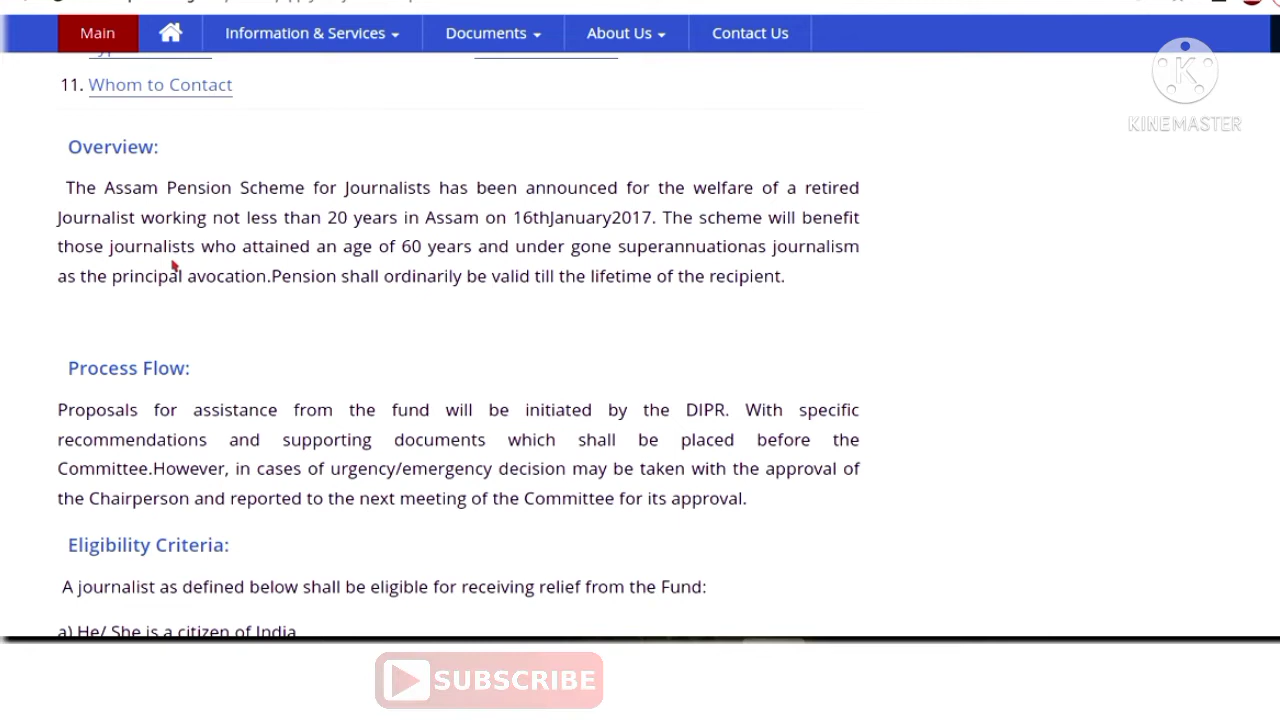 Main Information & Services Documents About Us Contact Us
11. Whom to Contact
K
KINEMASTER
Overview:
The Assam Pension Scheme for Journalists has been announced for the welfare of a retired
Journalist working not less than 20 years in Assam on 16thJanuary2017. The scheme will benefit
those journalists who attained an age of 60 years and under gone superannuationas journalism
as the principal avocation.Pension shall ordinarily be valid till the lifetime of the recipient.
Process Flow:
Proposals for assistance from the fund will be initiated by the DIPR. With specific
recommendations and supporting documents which shall be placed before the
Committee.However, in cases of urgency/emergency decision may be taken with the approval of
the Chairperson and reported to the next meeting of the Committee for its approval.
Eligibility Criteria:
A journalist as defined below shall be eligible for receiving relief from the Fund:
a) He/ She is a citizen of India
SUBSCRIBE